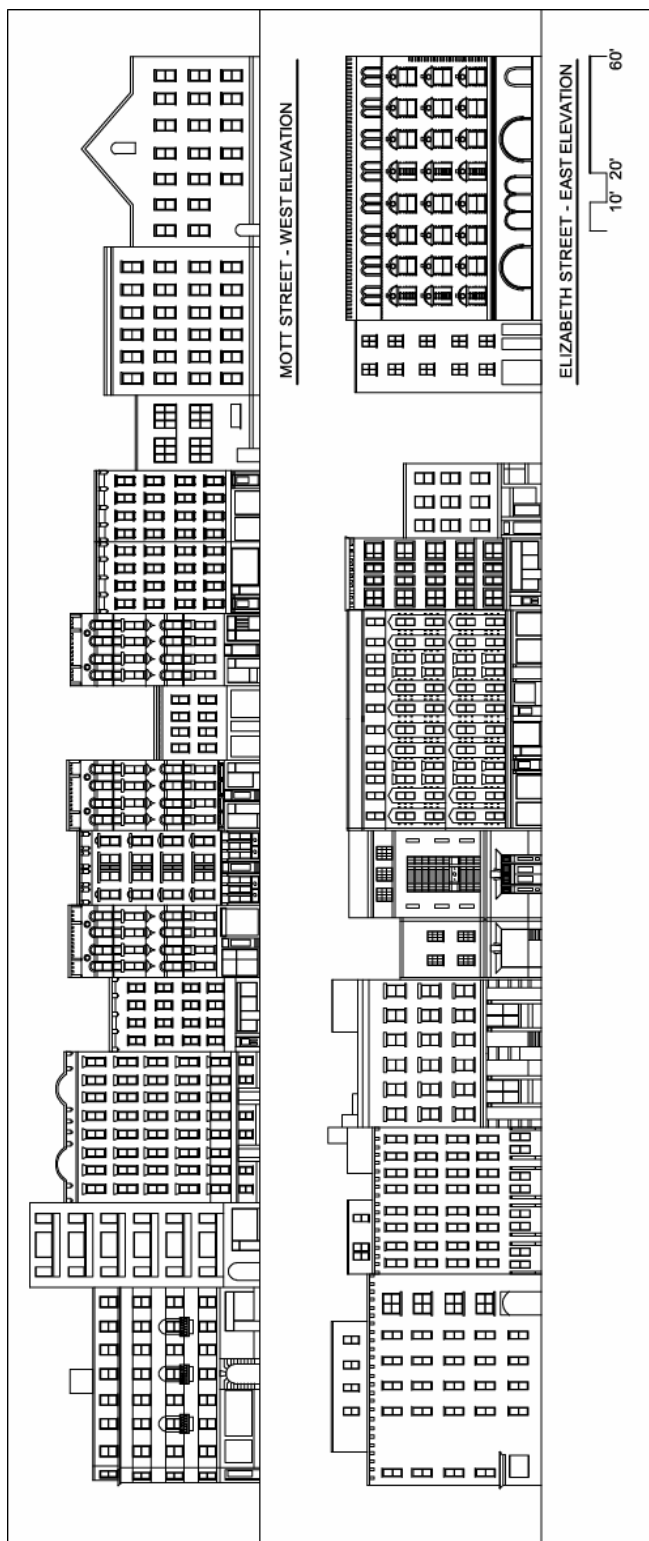 MOTT STREET - WEST ELEVATION
ELIZABETH STREET - EAST ELEVATION
10' 20' 60'